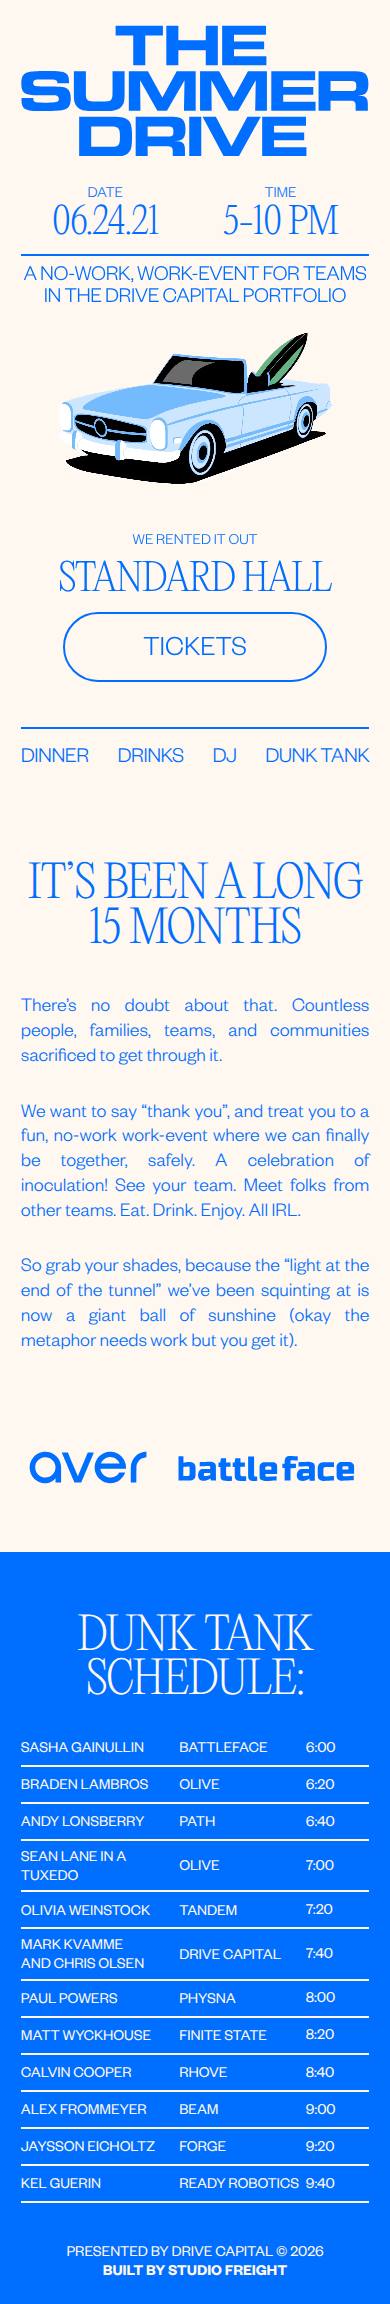 THE
SUMMER
DRIVE
DATE
06.24.21
TIME
5-10 PM
A NO-WORK, WORK-EVENT FOR TEAMS
IN THE DRIVE CAPITAL PORTFOLIO
WE RENTED IT OUT
STANDARD HALL
TICKETS
DINNER DRINKS DJ DUNK TANK
IT’S BEEN A LONG
15 MONTHS
There’s no doubt about that. Countless
people, families, teams, and communities
sacrificed to get through it.
We want to say “thank you”, and treat you to a
fun, no-work work-event where we can finally
be together, safely. A celebration of
inoculation! See your team. Meet folks from
other teams. Eat. Drink. Enjoy. All IRL.
So grab your shades, because the “light at the
end of the tunnel” we’ve been squinting at is
now a giant ball of sunshine (okay the
metaphor needs work but you get it).
aver battleface
DUNK TANK
SCHEDULE:
SASHA GAINULLIN BATTLEFACE 6:00
BRADEN LAMBROS OLIVE 6:20
ANDY LONSBERRY PATH 6:40
SEAN LANE IN A
TUXEDO OLIVE 7:00
OLIVIA WEINSTOCK TANDEM 7:20
MARK KVAMME
AND CHRIS OLSEN DRIVE CAPITAL 7:40
PAUL POWERS PHYSNA 8:00
MATT WYCKHOUSE FINITE STATE 8:20
CALVIN COOPER RHOVE 8:40
ALEX FROMMEYER BEAM 9:00
JAYSSON EICHOLTZ FORGE 9:20
KEL GUERIN READY ROBOTICS 9:40
PRESENTED BY DRIVE CAPITAL © 2026
BUILT BY STUDIO FREIGHT